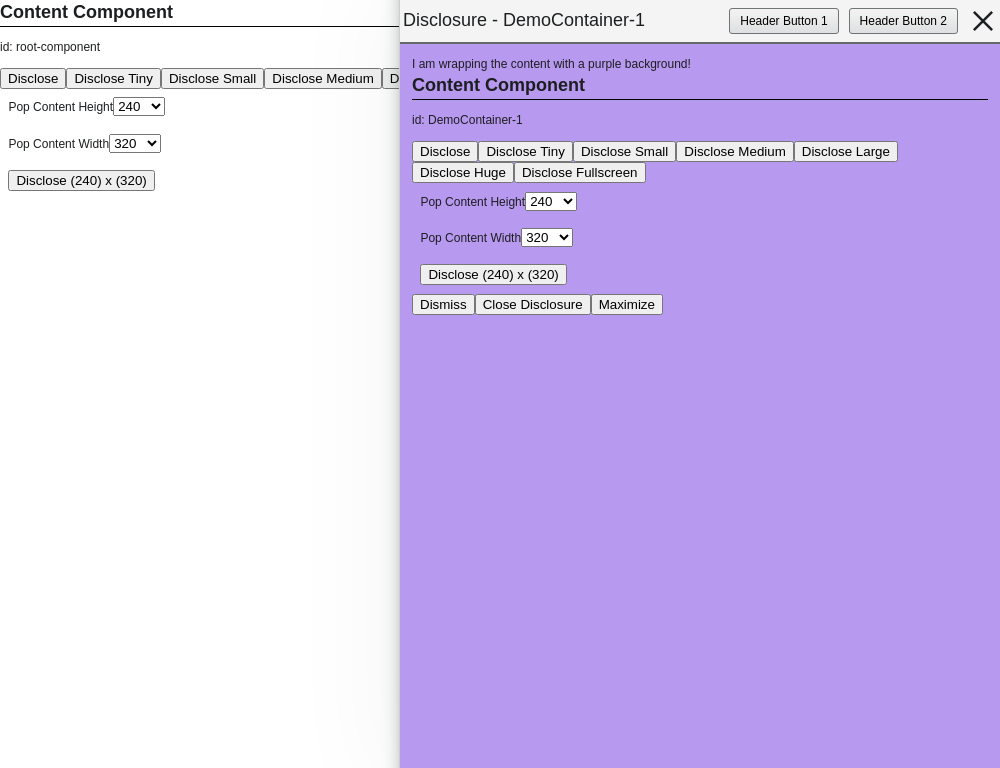 Content Component
id: root-component
Disclose Disclose Tiny Disclose Small Disclose Medium D
Pop Content Height 240
Pop Content Width 320
Disclose (240) x (320)
Disclosure - DemoContainer-1 Header Button 1 Header Button 2
I am wrapping the content with a purple background!
Content Component
id: DemoContainer-1
Disclose Disclose Tiny Disclose Small Disclose Medium Disclose Large
Disclose Huge Disclose Fullscreen
Pop Content Height 240
Pop Content Width 320
Disclose (240) x (320)
Dismiss Close Disclosure Maximize